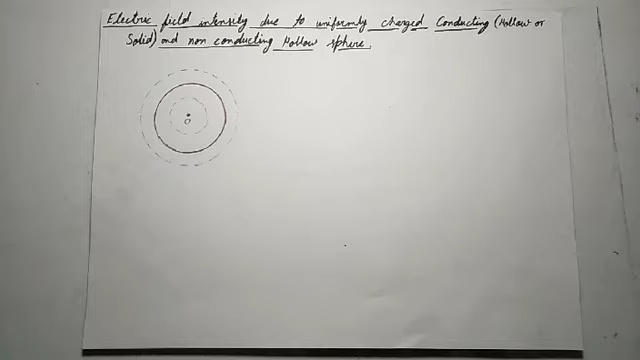 Electric field intensity due to uniformly charged Conducting (Hollow or
Solid) and non conducting Hollow sphere.
O